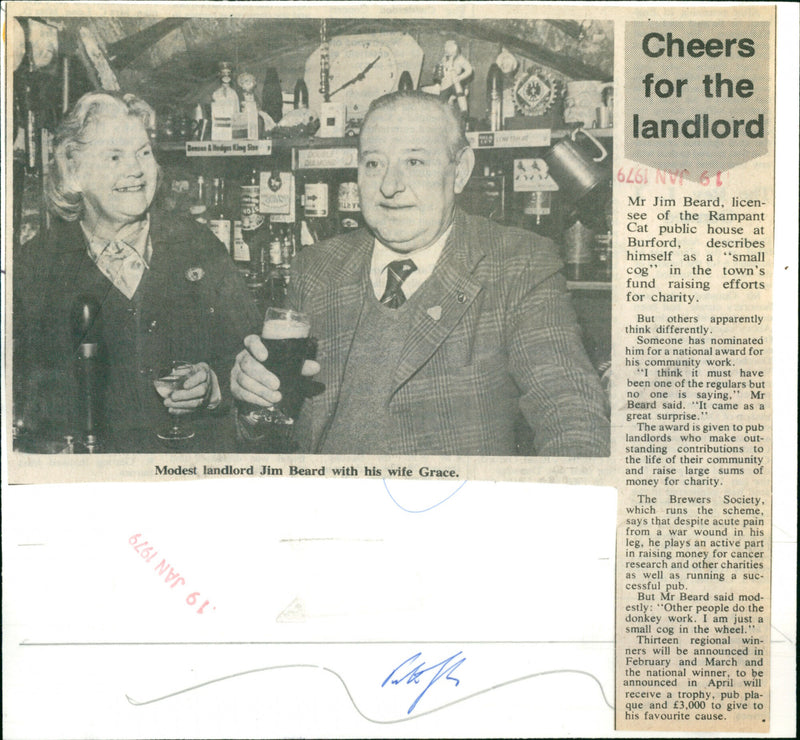 Cheers
for the
landlord
19 JAN 1979
Mr Jim Beard, licen-
see of the Rampant
Cat public house at
Burford, describes
himself as a "small
cog" in the town's
fund raising efforts
for charity.
But others apparently
think differently.
Someone has nominated
him for a national award for
his community work.
"I think it must have
been one of the regulars but
no one is saying," Mr
Beard said. "It came as a
great surprise."
The award is given to pub
landlords who make out-
standing contributions to
the life of their community
and raise large sums of
money for charity.
The Brewers Society,
which runs the scheme,
says that despite acute pain
from a war wound in his
leg, he plays an active part
in raising money for cancer
research and other charities
as well as running a suc-
cessful pub.
But Mr Beard said mod-
estly: "Other people do the
donkey work. I am just a
small cog in the wheel."
Thirteen regional win-
ners will be announced in
February and March and
the national winner, to be
announced in April will
receive a trophy, pub pla-
que and £3,000 to give to
his favourite cause.
Benson & Hedges King Size
DOUBLE
DIAMOND
Modest landlord Jim Beard with his wife Grace.
19 JAN 1979